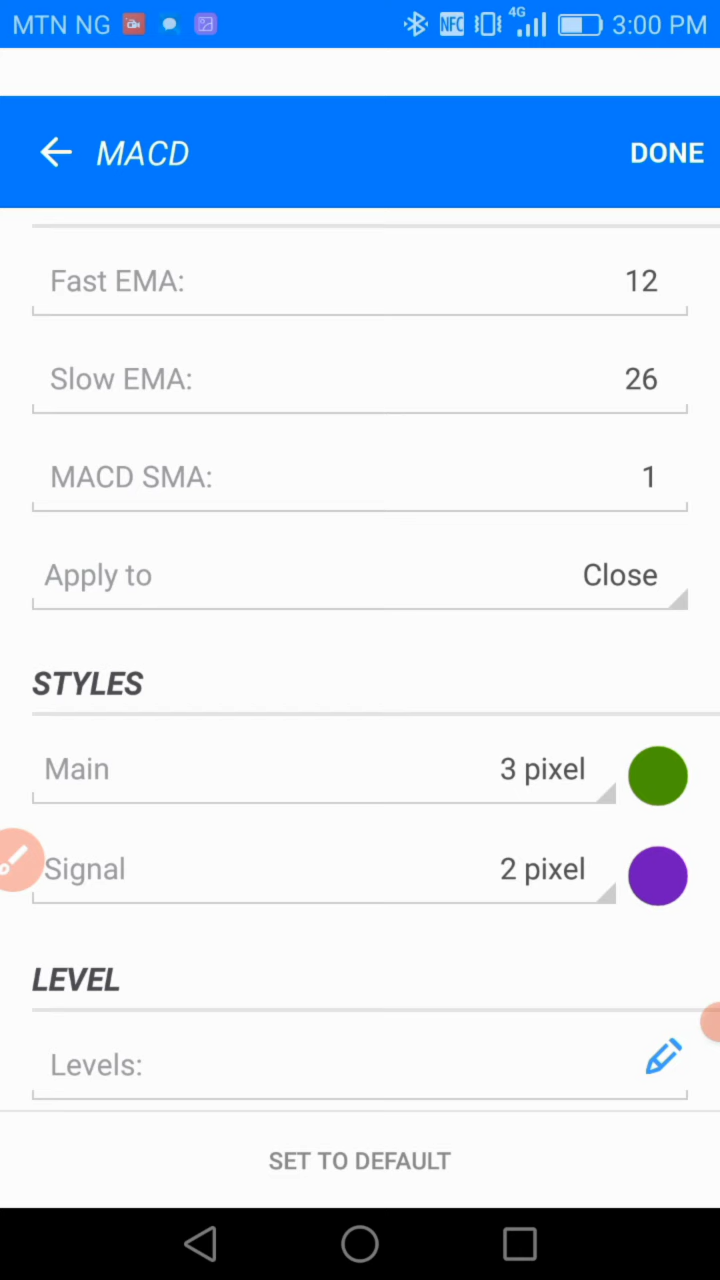 MTN NG NFC 4G 3:00 PM
MACD DONE
Fast EMA: 12
Slow EMA: 26
MACD SMA: 1
Apply to Close
STYLES
Main 3 pixel
Signal 2 pixel
LEVEL
Levels:
SET TO DEFAULT